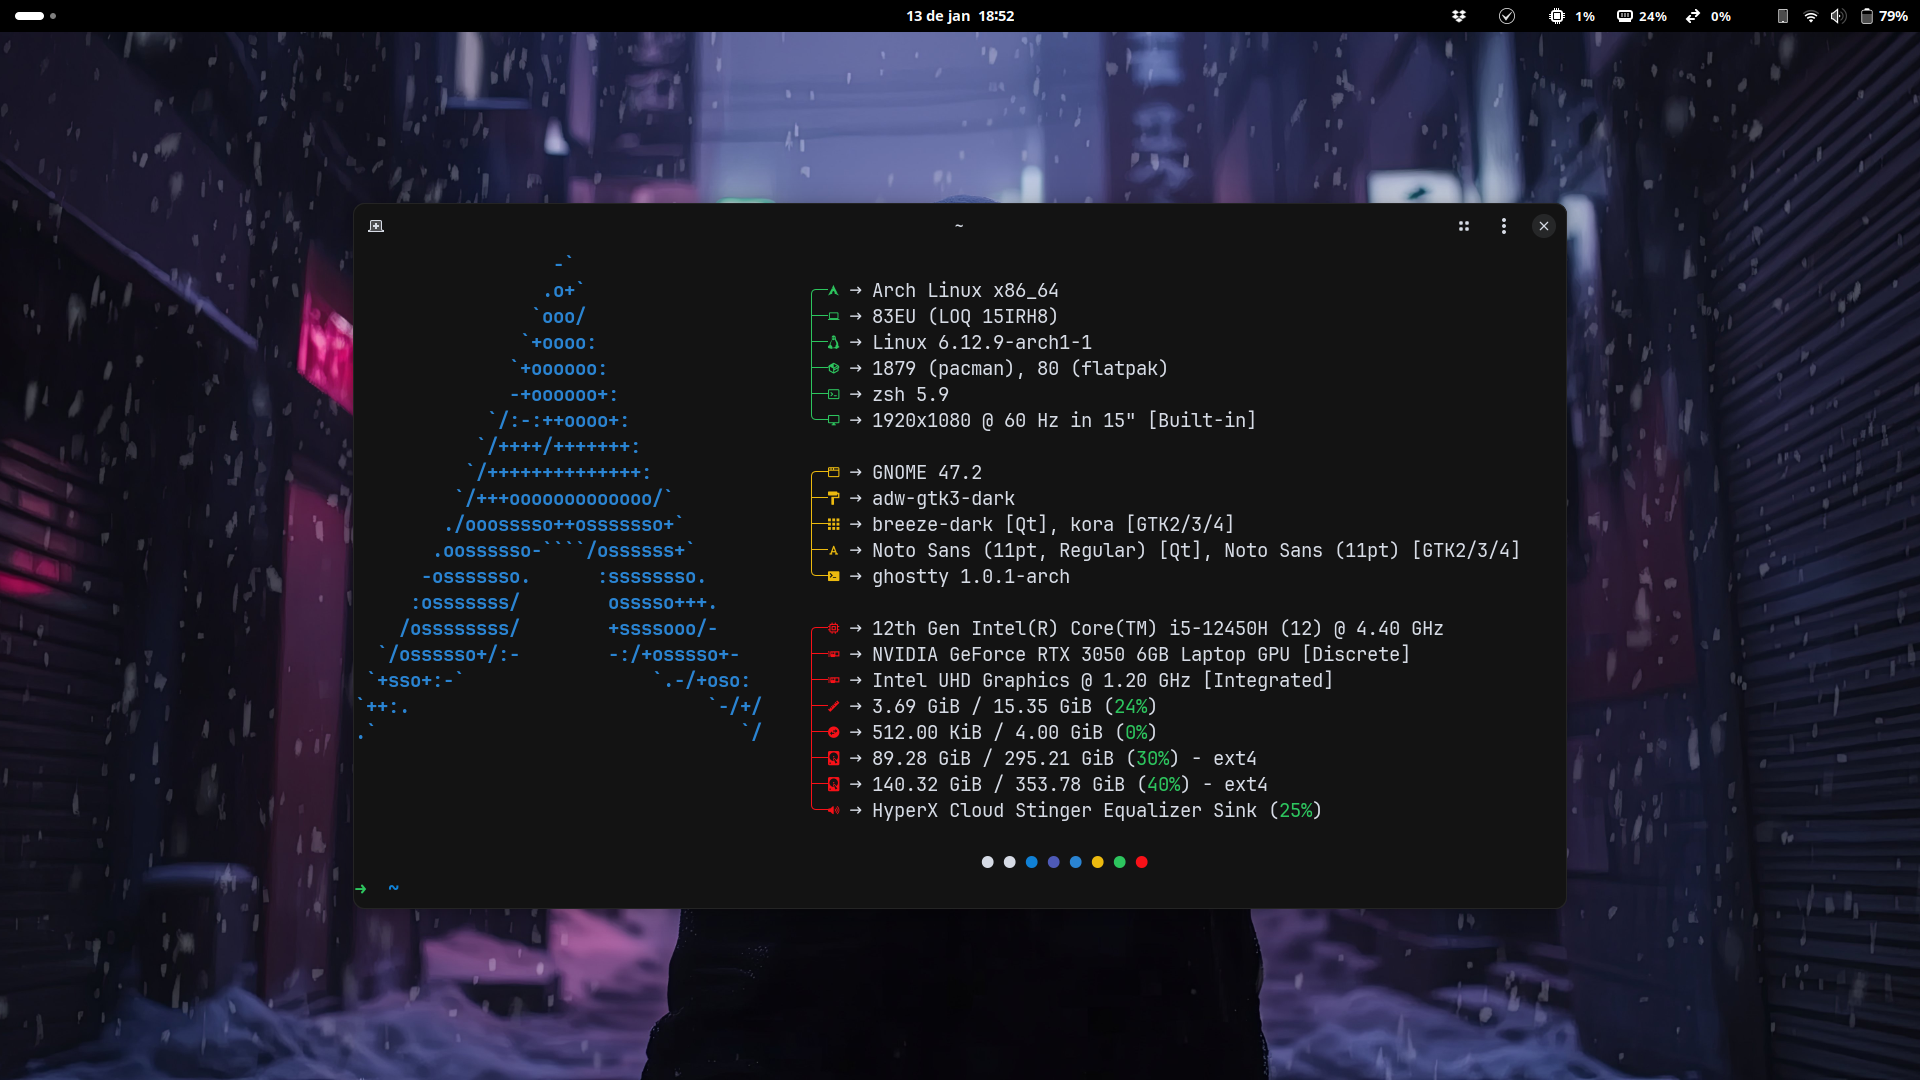 13 de jan 18:52
1%
24%
0%
79%
~
-`
.o+`
`ooo/
`+oooo:
`+oooooo:
-+oooooo+:
`/:-:++oooo+:
`/++++/+++++++:
`/++++++++++++++:
`/+++ooooooooooooo/`
./ooosssso++osssssso+`
.oossssso-````/ossssss+`
-osssssso.      :ssssssso.
:osssssss/        osssso+++.
/ossssssss/        +ssssooo/-
`/ossssso+/:-        -:/+osssso+-
`+sso+:-`                 `.-/+oso:
`++:.                           `-/+/
.`                                 `/
→ Arch Linux x86_64
→ 83EU (LOQ 15IRH8)
→ Linux 6.12.9-arch1-1
→ 1879 (pacman), 80 (flatpak)
→ zsh 5.9
→ 1920x1080 @ 60 Hz in 15" [Built-in]
→ GNOME 47.2
→ adw-gtk3-dark
→ breeze-dark [Qt], kora [GTK2/3/4]
→ Noto Sans (11pt, Regular) [Qt], Noto Sans (11pt) [GTK2/3/4]
→ ghostty 1.0.1-arch
→ 12th Gen Intel(R) Core(TM) i5-12450H (12) @ 4.40 GHz
→ NVIDIA GeForce RTX 3050 6GB Laptop GPU [Discrete]
→ Intel UHD Graphics @ 1.20 GHz [Integrated]
→ 3.69 GiB / 15.35 GiB (24%)
→ 512.00 KiB / 4.00 GiB (0%)
→ 89.28 GiB / 295.21 GiB (30%) - ext4
→ 140.32 GiB / 353.78 GiB (40%) - ext4
→ HyperX Cloud Stinger Equalizer Sink (25%)
→ ~